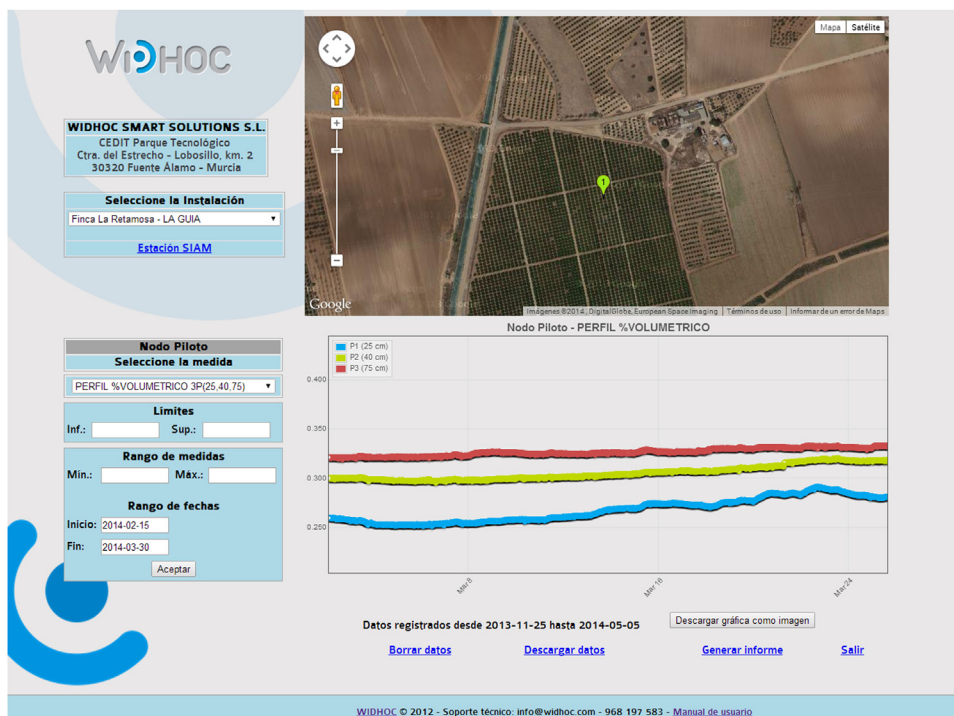 WiDHOC
Mapa
Satélite
WIDHOC SMART SOLUTIONS S.L.
CEDIT Parque Tecnológico
Ctra. del Estrecho - Lobosillo, km. 2
30320 Fuente Álamo - Murcia
Seleccione la Instalación
Finca La Retamosa - LA GUIA
Estación SIAM
1
Google
Imágenes ©2014 , DigitalGlobe, European Space Imaging
Términos de uso
Informar de un error de Maps
Nodo Piloto
Seleccione la medida
PERFIL %VOLUMETRICO 3P(25,40,75)
Limites
Inf.:
Sup.:
Rango de medidas
Mín.:
Máx.:
Rango de fechas
Inicio: 2014-02-15
Fin: 2014-03-30
Aceptar
Nodo Piloto - PERFIL %VOLUMETRICO
P1 (25 cm)
P2 (40 cm)
P3 (75 cm)
0.400
0.350
0.300
0.250
Mar 8
Mar 16
Mar 24
Datos registrados desde 2013-11-25 hasta 2014-05-05
Descargar gráfica como imagen
Borrar datos
Descargar datos
Generar informe
Salir
WIDHOC © 2012 - Soporte técnico: info@widhoc.com - 968 197 583 - Manual de usuario